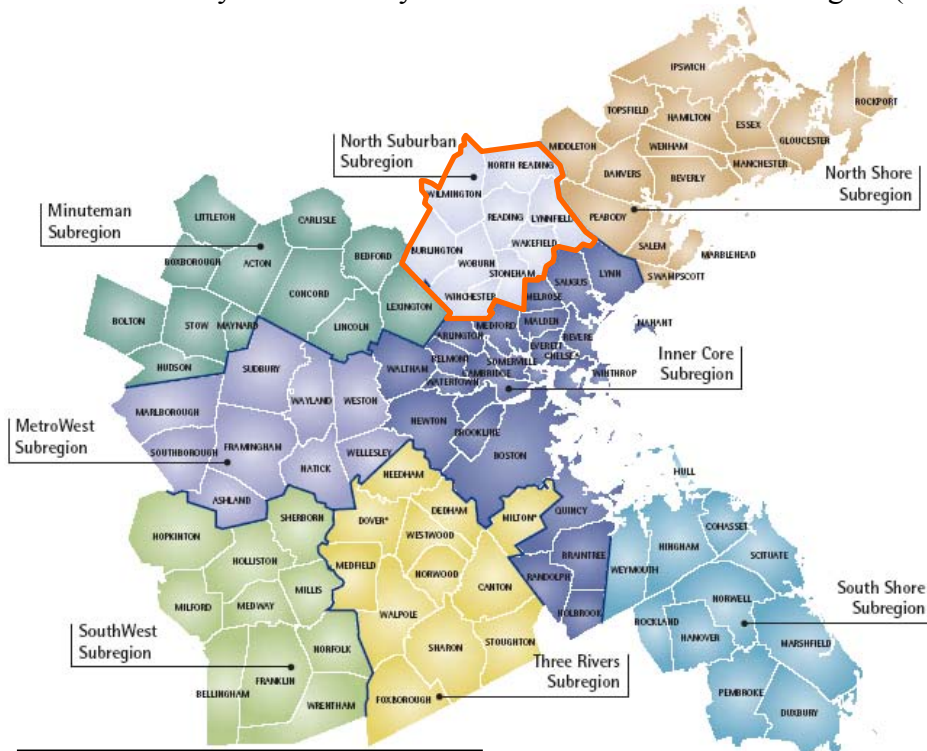 IPSWICH
ROCKPORT
TOPSFIELD
HAMILTON
ESSEX
GLOUCESTER
North Suburban
Subregion
MIDDLETON
WENHAM
MANCHESTER
NORTH READING
DANVERS
BEVERLY
North Shore
Subregion
WILMINGTON
Minuteman
Subregion
LITTLETON
CARLISLE
READING
LYNNFIELD
PEABODY
BURLINGTON
WAKEFIELD
SALEM
MARBLEHEAD
BOXBOROUGH
ACTON
BEDFORD
WOBURN
STONEHAM
LYNN
SWAMPSCOTT
SAUGUS
CONCORD
LEXINGTON
WINCHESTER
MELROSE
BOLTON
STOW
MAYNARD
LINCOLN
MEDFORD
MALDEN
NAHANT
ARLINGTON
REVERE
EVERETT
CHELSEA
HUDSON
SUDBURY
WALTHAM
BELMONT
SOMERVILLE
CAMBRIDGE
WATERTOWN
WINTHROP
Inner Core
Subregion
MARLBOROUGH
WAYLAND
WESTON
MetroWest
Subregion
NEWTON
BROOKLINE
SOUTHBOROUGH
FRAMINGHAM
WELLESLEY
BOSTON
NATICK
NEEDHAM
HULL
ASHLAND
SHERBORN
DOVER*
DEDHAM
MILTON*
QUINCY
HOPKINTON
WESTWOOD
COHASSET
HINGHAM
HOLLISTON
MEDFIELD
NORWOOD
CANTON
BRAINTREE
WEYMOUTH
SCITUATE
RANDOLPH
MILLIS
MILFORD
MEDWAY
WALPOLE
HOLBROOK
NORWELL
South Shore
Subregion
SouthWest
Subregion
NORFOLK
SHARON
STOUGHTON
ROCKLAND
HANOVER
MARSHFIELD
Three Rivers
Subregion
FRANKLIN
BELLINGHAM
WRENTHAM
FOXBOROUGH
PEMBROKE
DUXBURY